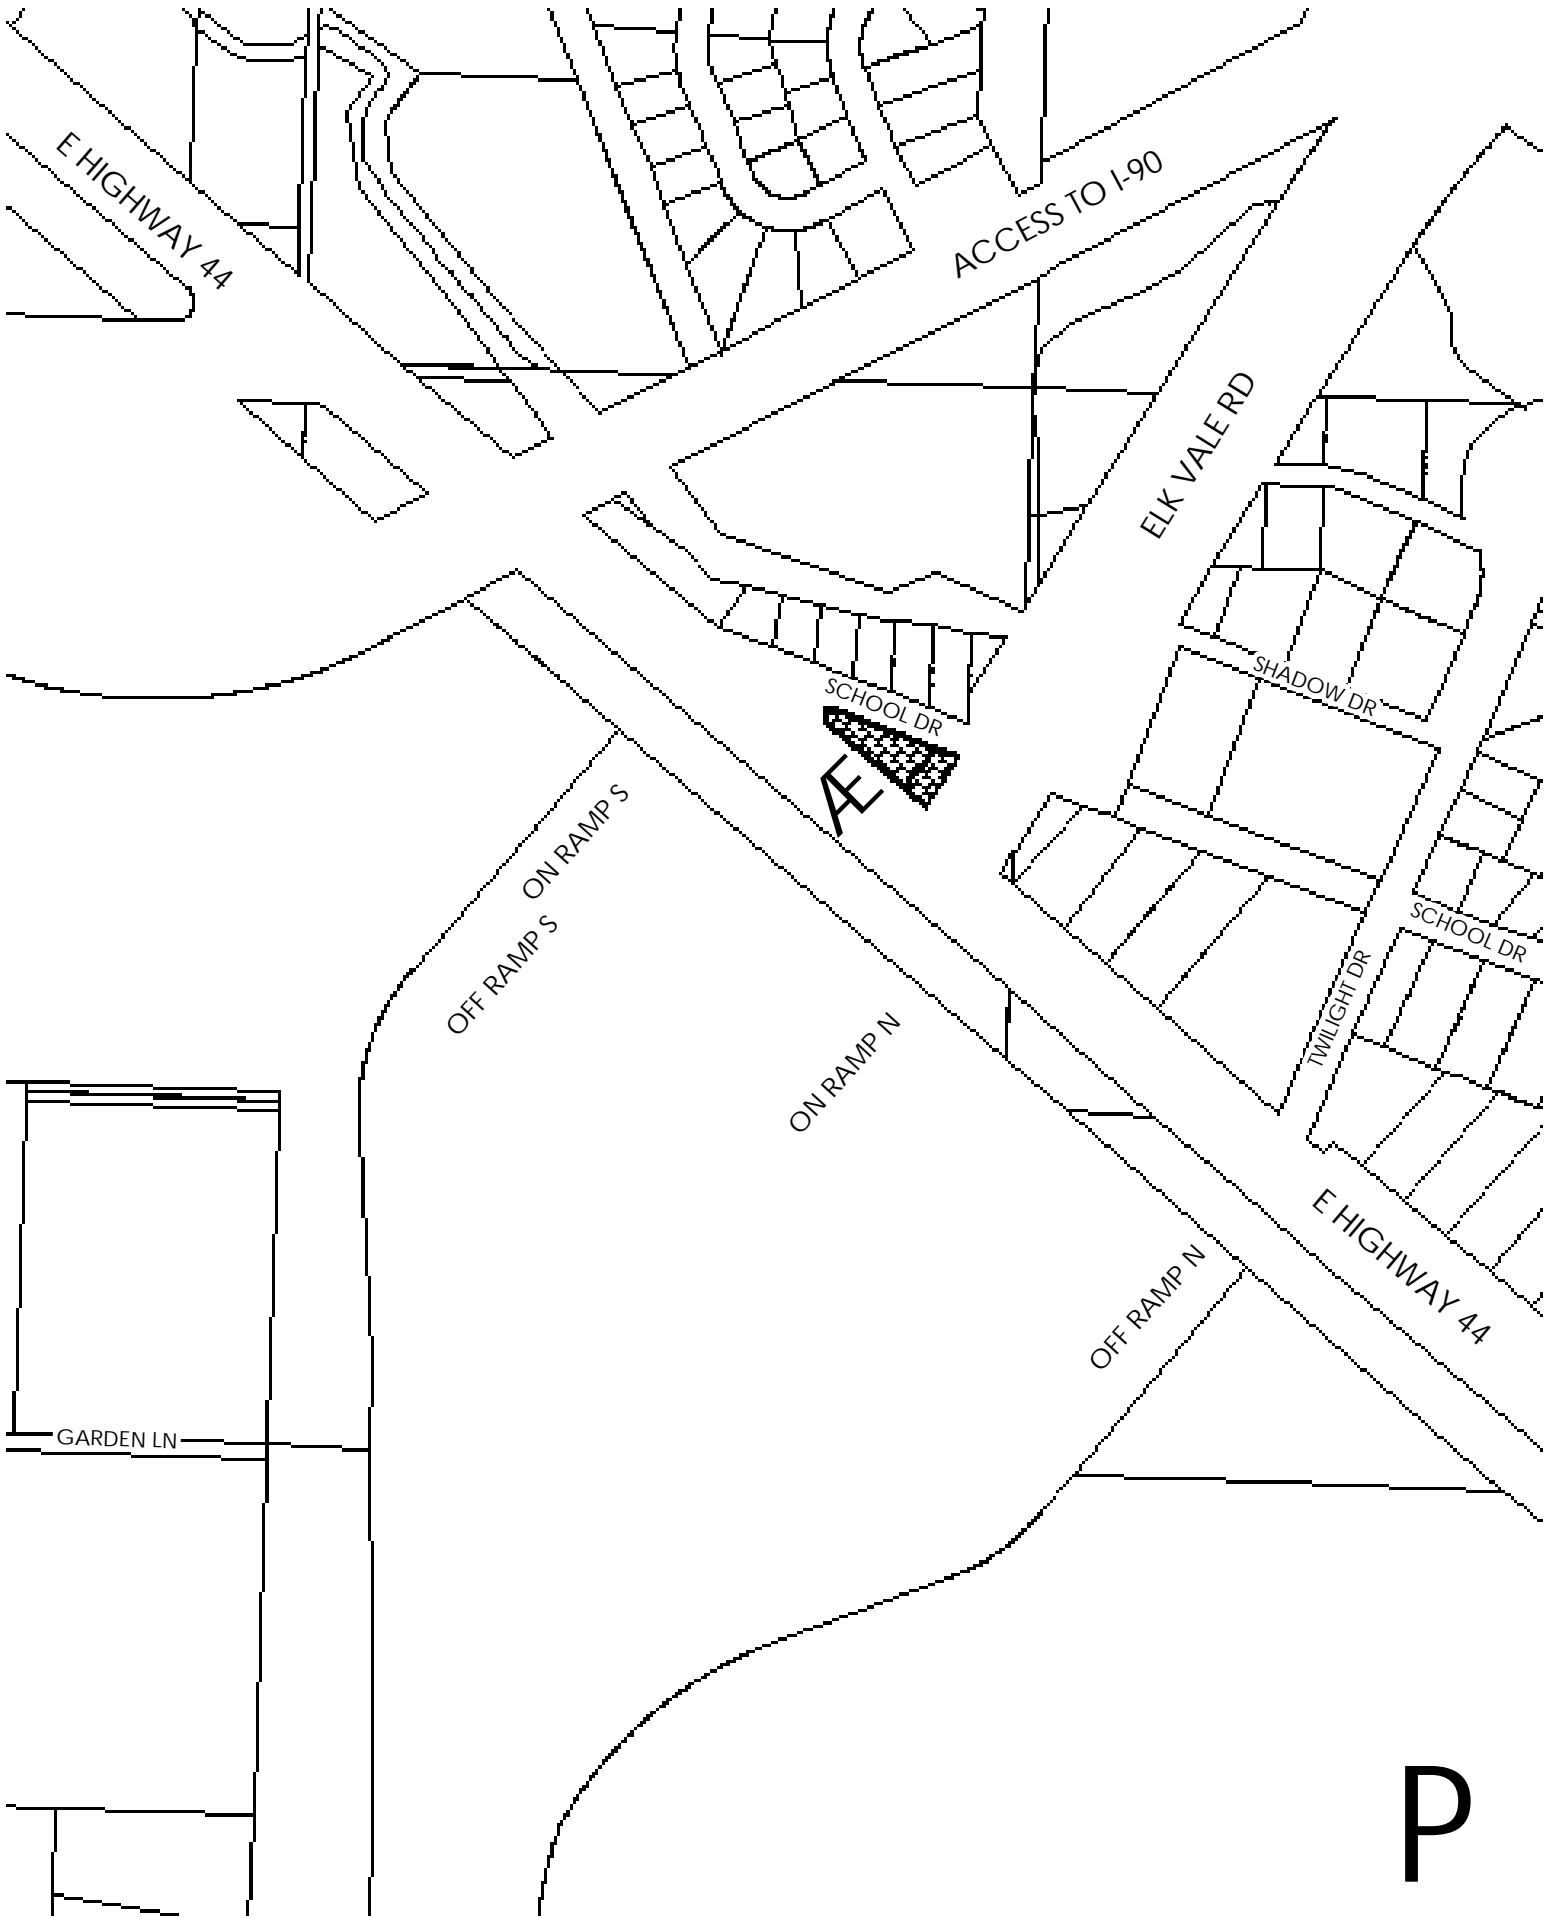 E HIGHWAY 44
ACCESS TO I-90
ELK VALE RD
SHADOW DR
SCHOOL DR
Æ
ON RAMP S
OFF RAMP S
SCHOOL DR
TWILIGHT DR
ON RAMP N
E HIGHWAY 44
OFF RAMP N
GARDEN LN
P